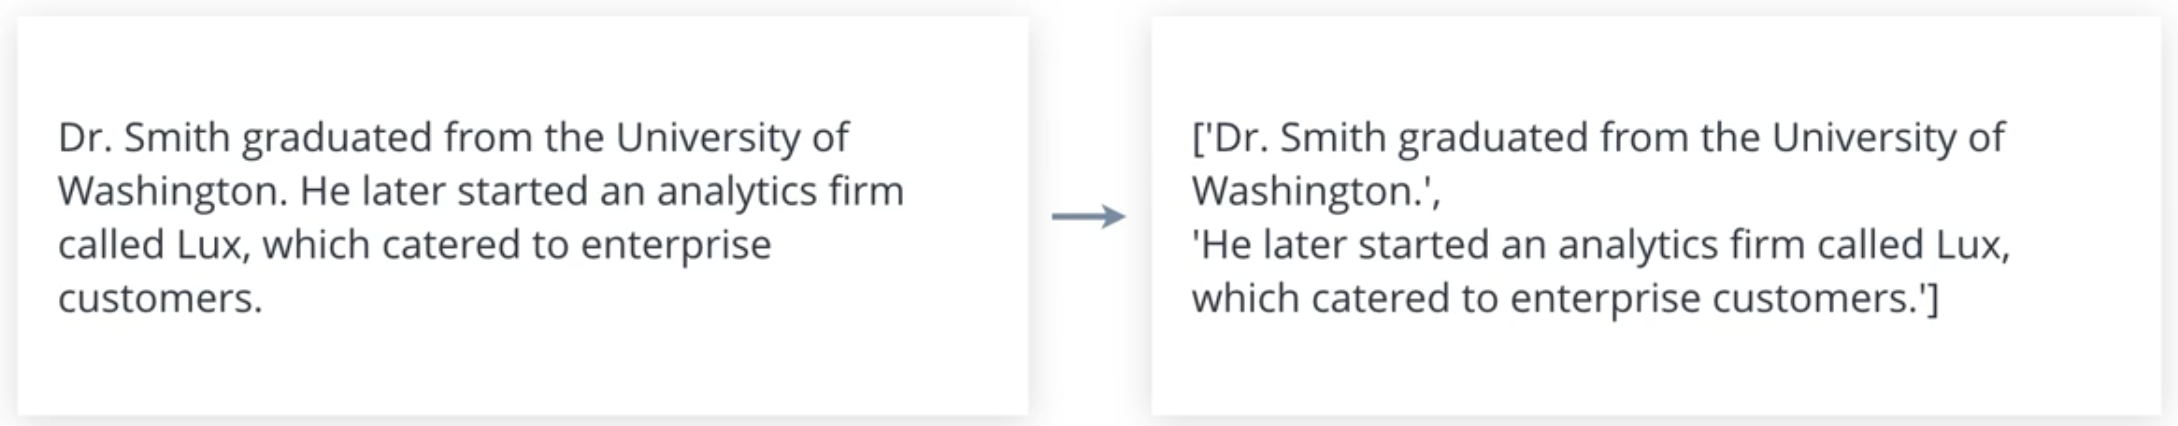 Dr. Smith graduated from the University of
Washington. He later started an analytics firm
called Lux, which catered to enterprise
customers.
['Dr. Smith graduated from the University of
Washington.',
'He later started an analytics firm called Lux,
which catered to enterprise customers.']